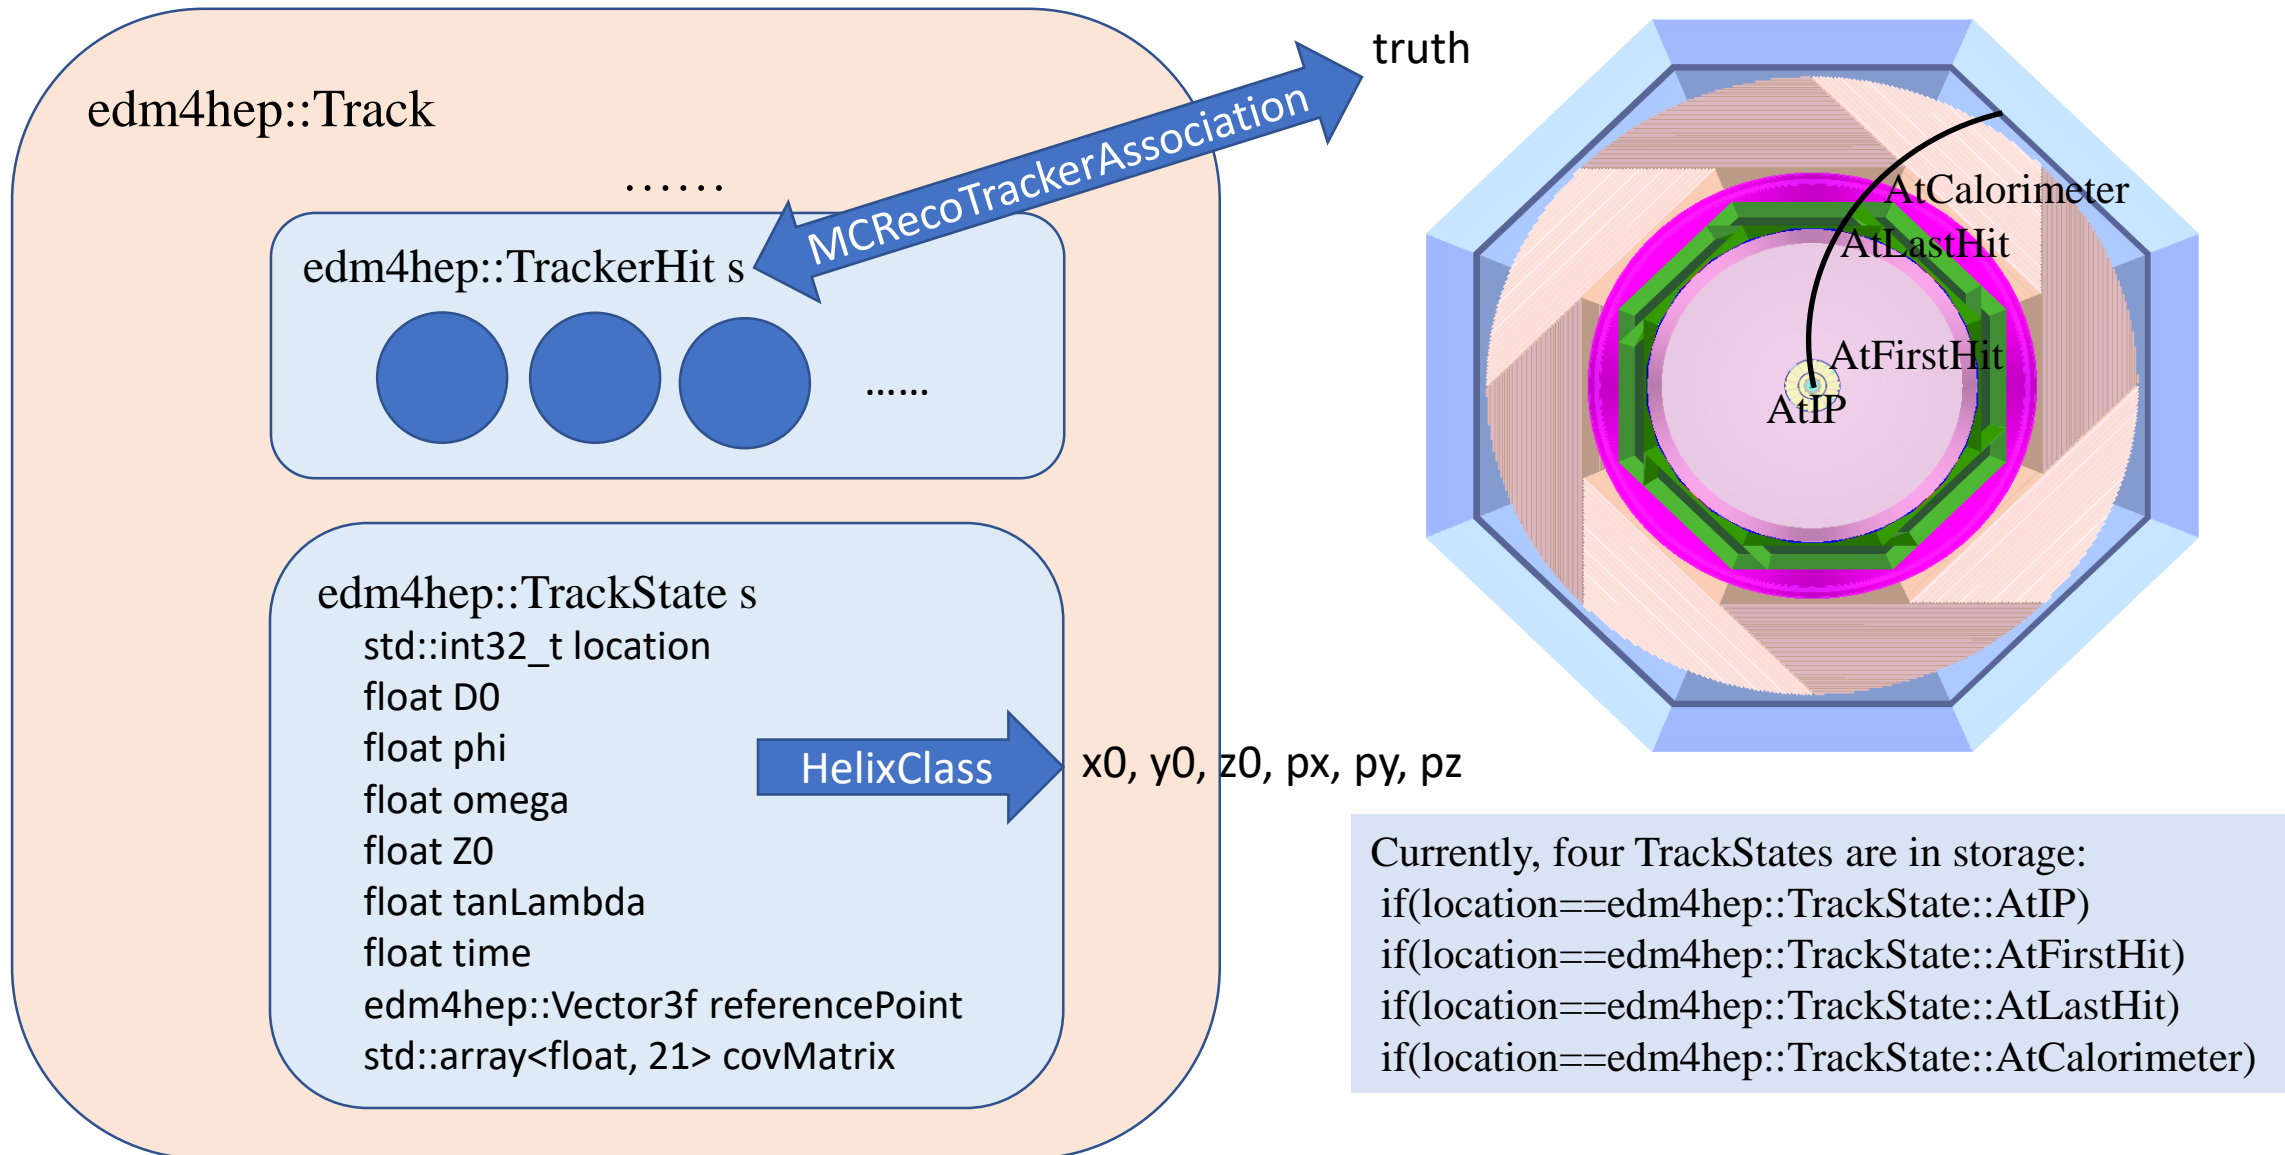 edm4hep::Track
......
edm4hep::TrackerHit s
......
MCRecoTrackerAssociation
truth
edm4hep::TrackState s
std::int32_t location
float D0
float phi
float omega
float Z0
float tanLambda
float time
edm4hep::Vector3f referencePoint
std::array<float, 21> covMatrix
HelixClass
x0, y0, z0, px, py, pz
AtCalorimeter
AtLastHit
AtFirstHit
AtIP
Currently, four TrackStates are in storage:
if(location==edm4hep::TrackState::AtIP)
if(location==edm4hep::TrackState::AtFirstHit)
if(location==edm4hep::TrackState::AtLastHit)
if(location==edm4hep::TrackState::AtCalorimeter)